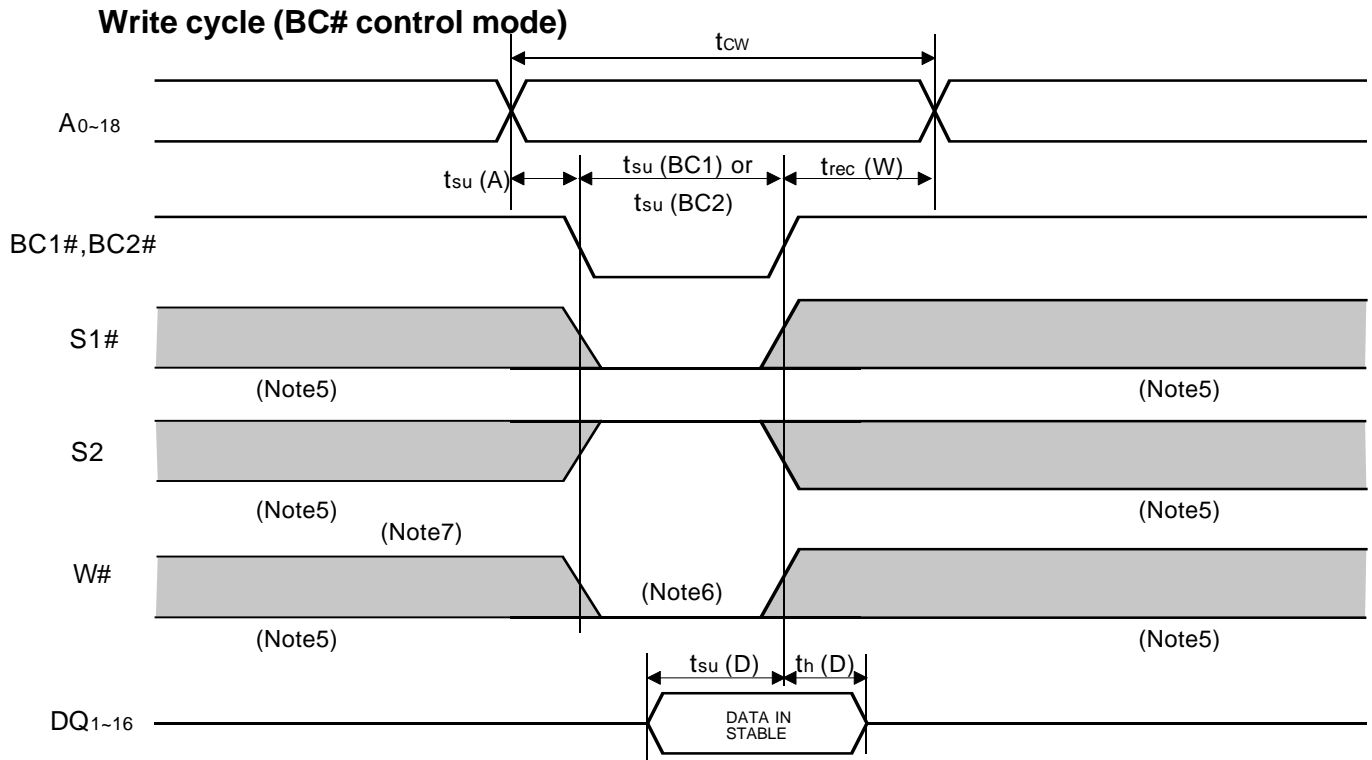 Write cycle (BC# control mode)
tCW
A0~18
tsu (A)
tsu (BC1) or
tsu (BC2)
trec (W)
BC1#,BC2#
S1#
(Note5)
(Note5)
S2
(Note5)
(Note5)
(Note7)
W#
(Note6)
(Note5)
(Note5)
tsu (D)
th (D)
DQ1~16
DATA IN
STABLE